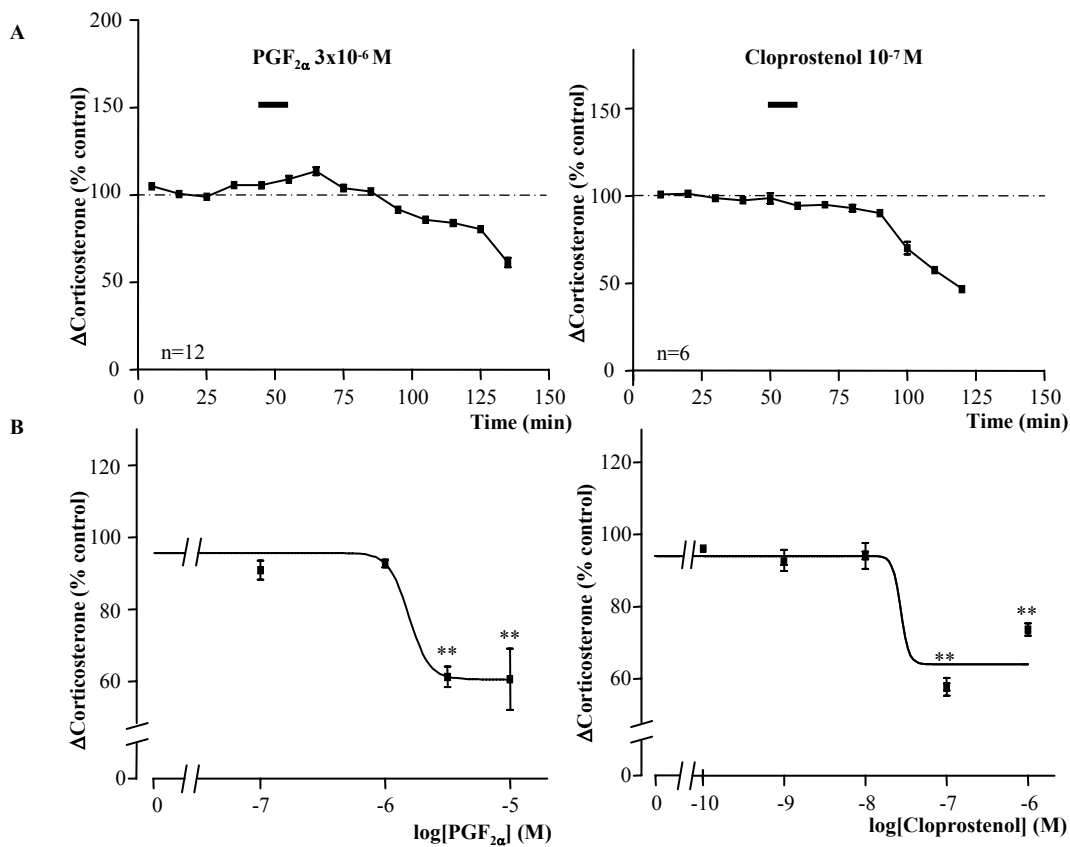 A
PGF2α 3x10-6 M
ΔCorticosterone (% control)
200
150
100
50
0
n=12
0 25 50 75 100 125 150
Time (min)
Cloprostenol 10-7 M
ΔCorticosterone (% control)
150
100
50
0
n=6
0 25 50 75 100 125 150
Time (min)
B
ΔCorticosterone (% control)
120
100
80
60
0
**
**
0 -7 -6 -5
log[PGF2α] (M)
ΔCorticosterone (% control)
120
100
80
60
0
**
**
0 -10 -9 -8 -7 -6
log[Cloprostenol] (M)